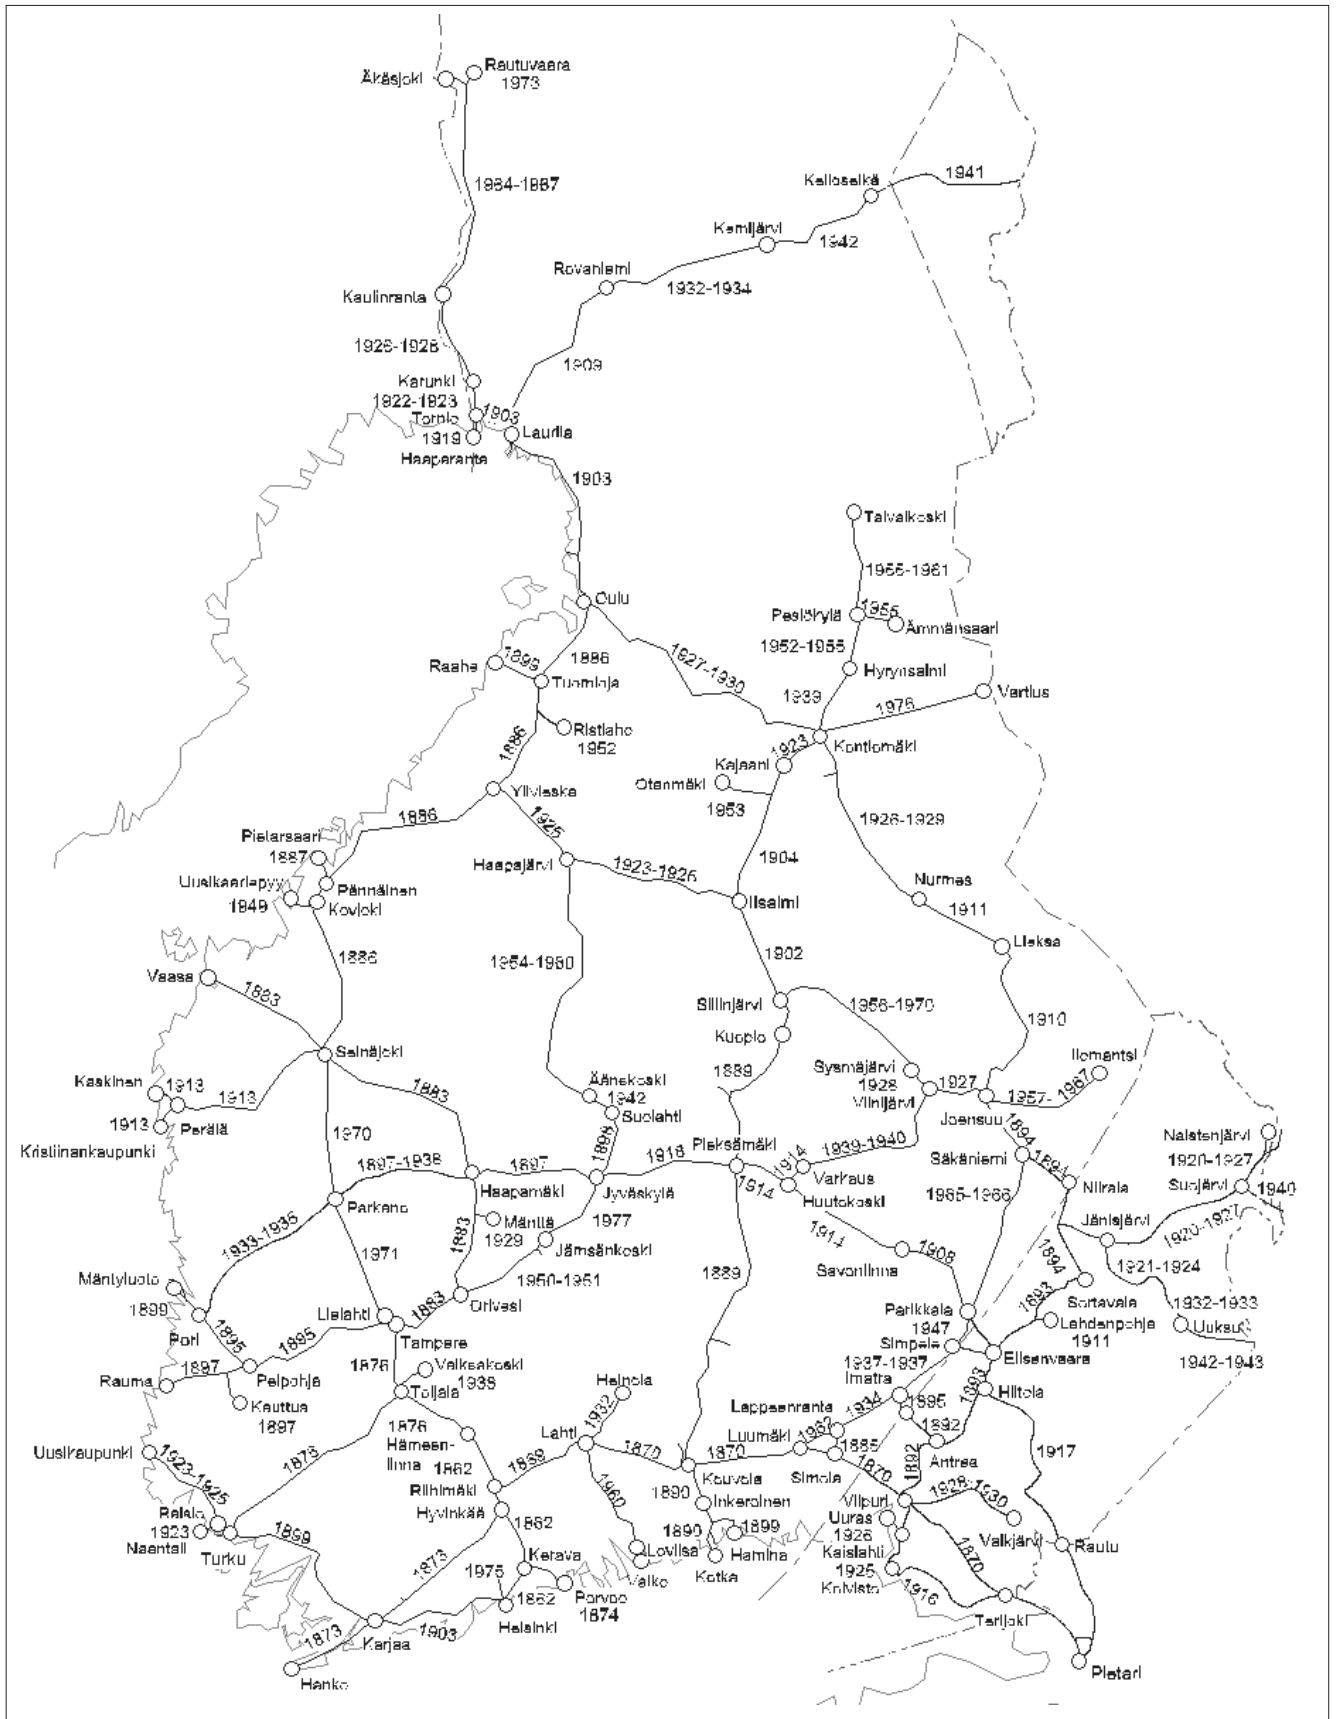 Rautuvaara
1973
Äkäsjoki
1964-1967
Kelloselkä
1941
Kemijärvi
1942
Rovaniemi
1932-1934
Kaulinranta
1926-1928
1909
Karunki
1922-1923
Tornio
1903
1919
Laurila
Haaparanta
1903
Taivalkoski
1955-1961
Oulu
Pesiökylä
1955
Ämmänsaari
1952-1955
Raahe
1899
1886
1927-1930
Hyrynsalmi
Tuomioja
1939
1976
Vartius
Ristiaho
1952
1886
1923
Kontiomäki
Kajaani
Otanmäki
1953
Ylivieska
1886
1925
1926-1929
Pietarsaari
1887
Haapajärvi
1923-1925
1904
Uusikaarlepyy
1949
Pännäinen
Kovjoki
Iisalmi
Nurmes
1911
Lieksa
1886
1954-1960
1902
Vaasa
1883
Siilinjärvi
1956-1970
Kuopio
1910
Seinäjoki
Ilomantsi
1967
Kaskinen
1913
1913
1883
Äänekoski
1942
1889
Sysmäjärvi
1928
1927
1957-
Viinijärvi
Suolahti
Joensuu
1913
Perälä
Kristiinankaupunki
1970
1897-1938
1897
1898
1918
Pieksämäki
1914
1914
1939-1940
Varkaus
Huutokoski
1894
Säkäniemi
1894
Niirala
Naistenjärvi
1920-1927
Suojärvi
1940
Haapamäki
Jyväskylä
1965-1966
Parkano
Mänttä
1929
1883
1977
Jämsänkoski
1914
Jänisjärvi
1920-1927
1933-1935
1971
1908
Savonlinna
1894
1921-1924
Mäntyluoto
1899
1950-1951
1889
Orivesi
Sortavala
1893
1932-1933
Lielahti
1883
Parikkala
1947
Lahdenpohja
1911
Uuksu
Pori
1895
1895
Tampere
Simpele
1937-1937
Elisenvaara
1942-1943
1876
Valkeakoski
1938
Rauma
1897
Peipohja
Imatra
Toijala
Heinola
Kauttua
1897
1932
1934
1895
1893
Hiitola
Lappeenranta
Luumäki
1962
1876
Hämeen-
linna
Lahti
1892
Antrea
1917
Uusikaupunki
1876
1862
1869
1870
1870
1885
Simola
1870
1892
1923-1925
Riihimäki
Kouvola
1890
Inkeroinen
Viipuri
1928-1930
Hyvinkää
1960
Uuras
1926
Raisio
1923
Naantali
Turku
1899
1862
Loviisa
1890
1899
Hamina
Kotka
Valkjärvi
Rautu
Kaislahti
1925
Koivisto
1870
1873
Kerava
Valko
1975
1916
1862
Porvoo
1874
Helsinki
Terijoki
1873
Karjaa
1903
Hanko
Pietari